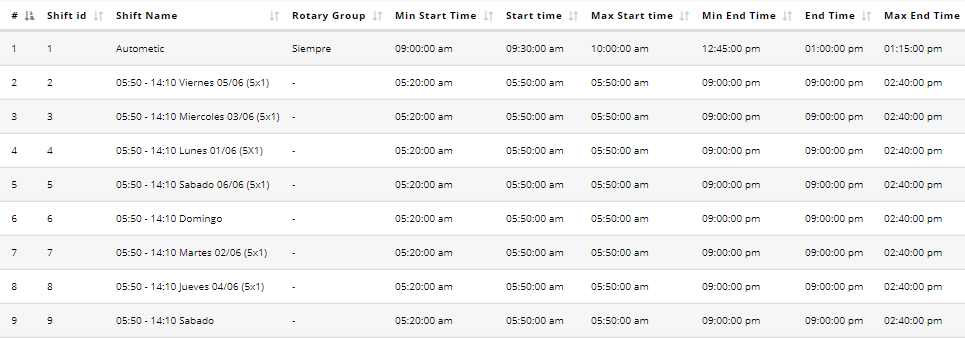 # Shift id Shift Name Rotary Group Min Start Time Start time Max Start time Min End Time End Time Max End Time
1 1 Autometic Siempre 09:00:00 am 09:30:00 am 10:00:00 am 12:45:00 pm 01:00:00 pm 01:15:00 pm
2 2 05:50 - 14:10 Viernes 05/06 (5x1) - 05:20:00 am 05:50:00 am 05:50:00 am 09:00:00 pm 09:00:00 pm 02:40:00 pm
3 3 05:50 - 14:10 Miercoles 03/06 (5x1) - 05:20:00 am 05:50:00 am 05:50:00 am 09:00:00 pm 09:00:00 pm 02:40:00 pm
4 4 05:50 - 14:10 Lunes 01/06 (5X1) - 05:20:00 am 05:50:00 am 05:50:00 am 09:00:00 pm 09:00:00 pm 02:40:00 pm
5 5 05:50 - 14:10 Sabado 06/06 (5x1) - 05:20:00 am 05:50:00 am 05:50:00 am 09:00:00 pm 09:00:00 pm 02:40:00 pm
6 6 05:50 - 14:10 Domingo - 05:20:00 am 05:50:00 am 05:50:00 am 09:00:00 pm 09:00:00 pm 02:40:00 pm
7 7 05:50 - 14:10 Martes 02/06 (5x1) - 05:20:00 am 05:50:00 am 05:50:00 am 09:00:00 pm 09:00:00 pm 02:40:00 pm
8 8 05:50 - 14:10 Jueves 04/06 (5x1) - 05:20:00 am 05:50:00 am 05:50:00 am 09:00:00 pm 09:00:00 pm 02:40:00 pm
9 9 05:50 - 14:10 Sabado - 05:20:00 am 05:50:00 am 05:50:00 am 09:00:00 pm 09:00:00 pm 02:40:00 pm